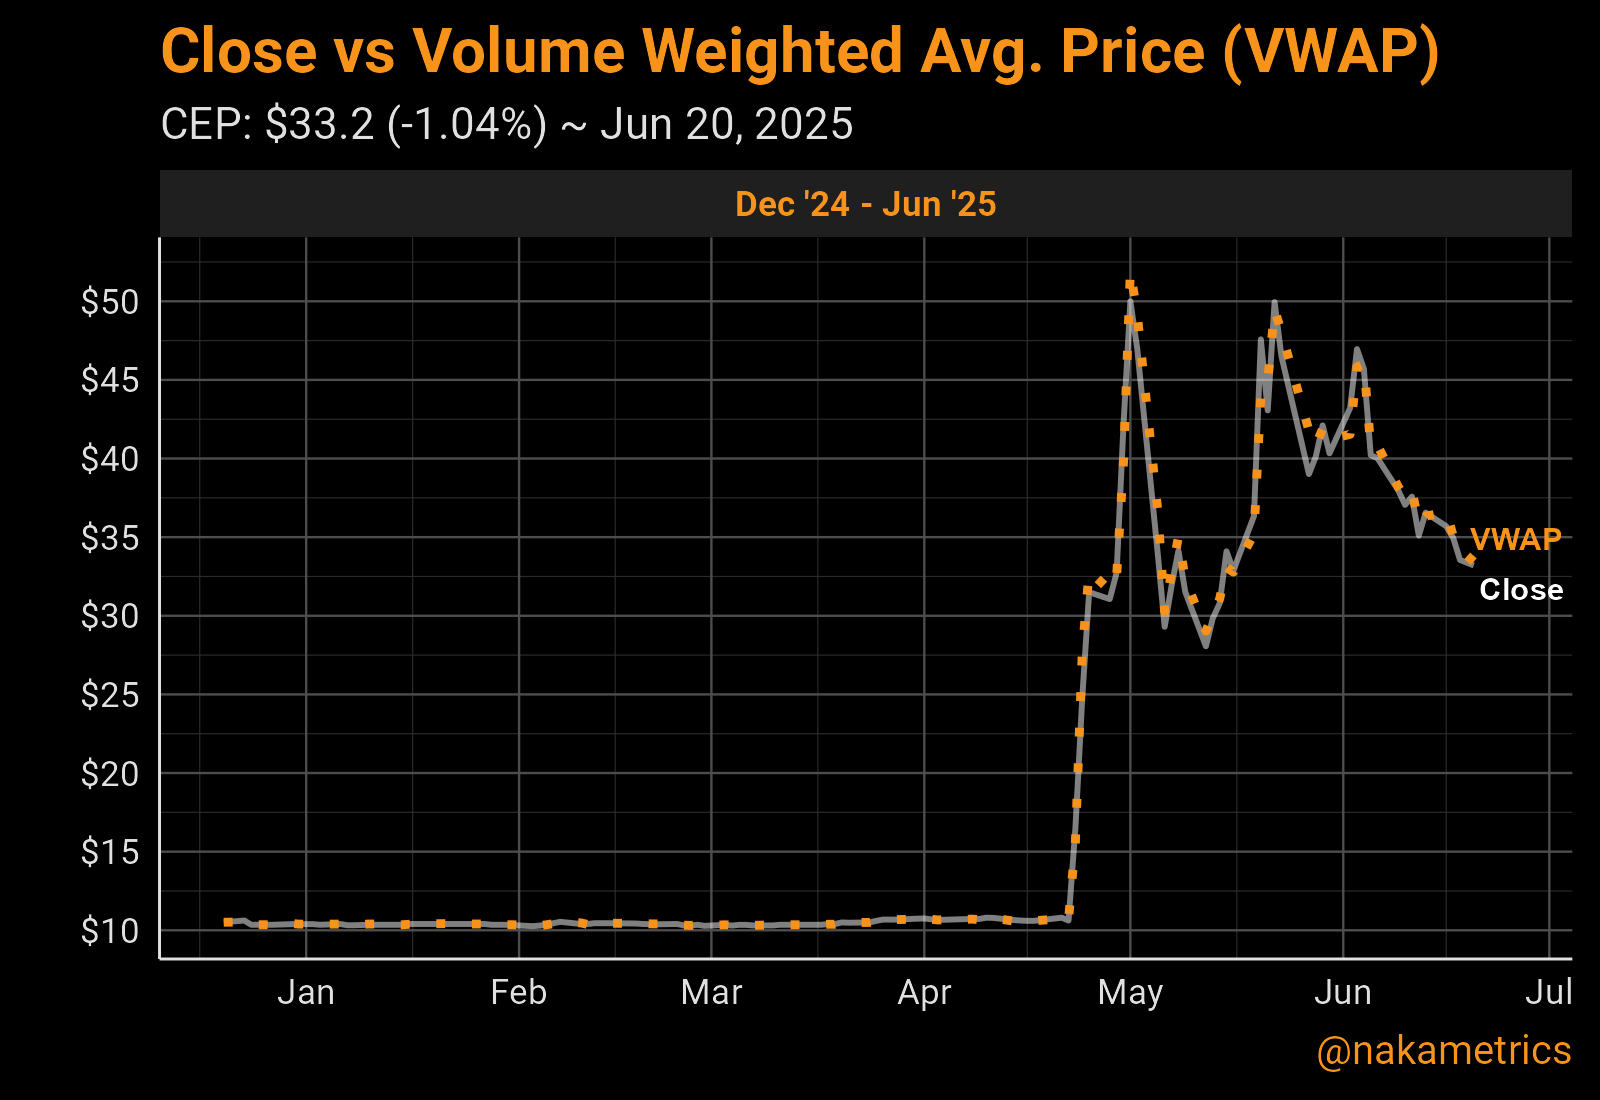 Close vs Volume Weighted Avg. Price (VWAP)
CEP: $33.2 (-1.04%) ~ Jun 20, 2025
Dec '24 - Jun '25
$50
$45
$40
$35
$30
$25
$20
$15
$10
VWAP
Close
Jan Feb Mar Apr May Jun Jul
@nakametrics